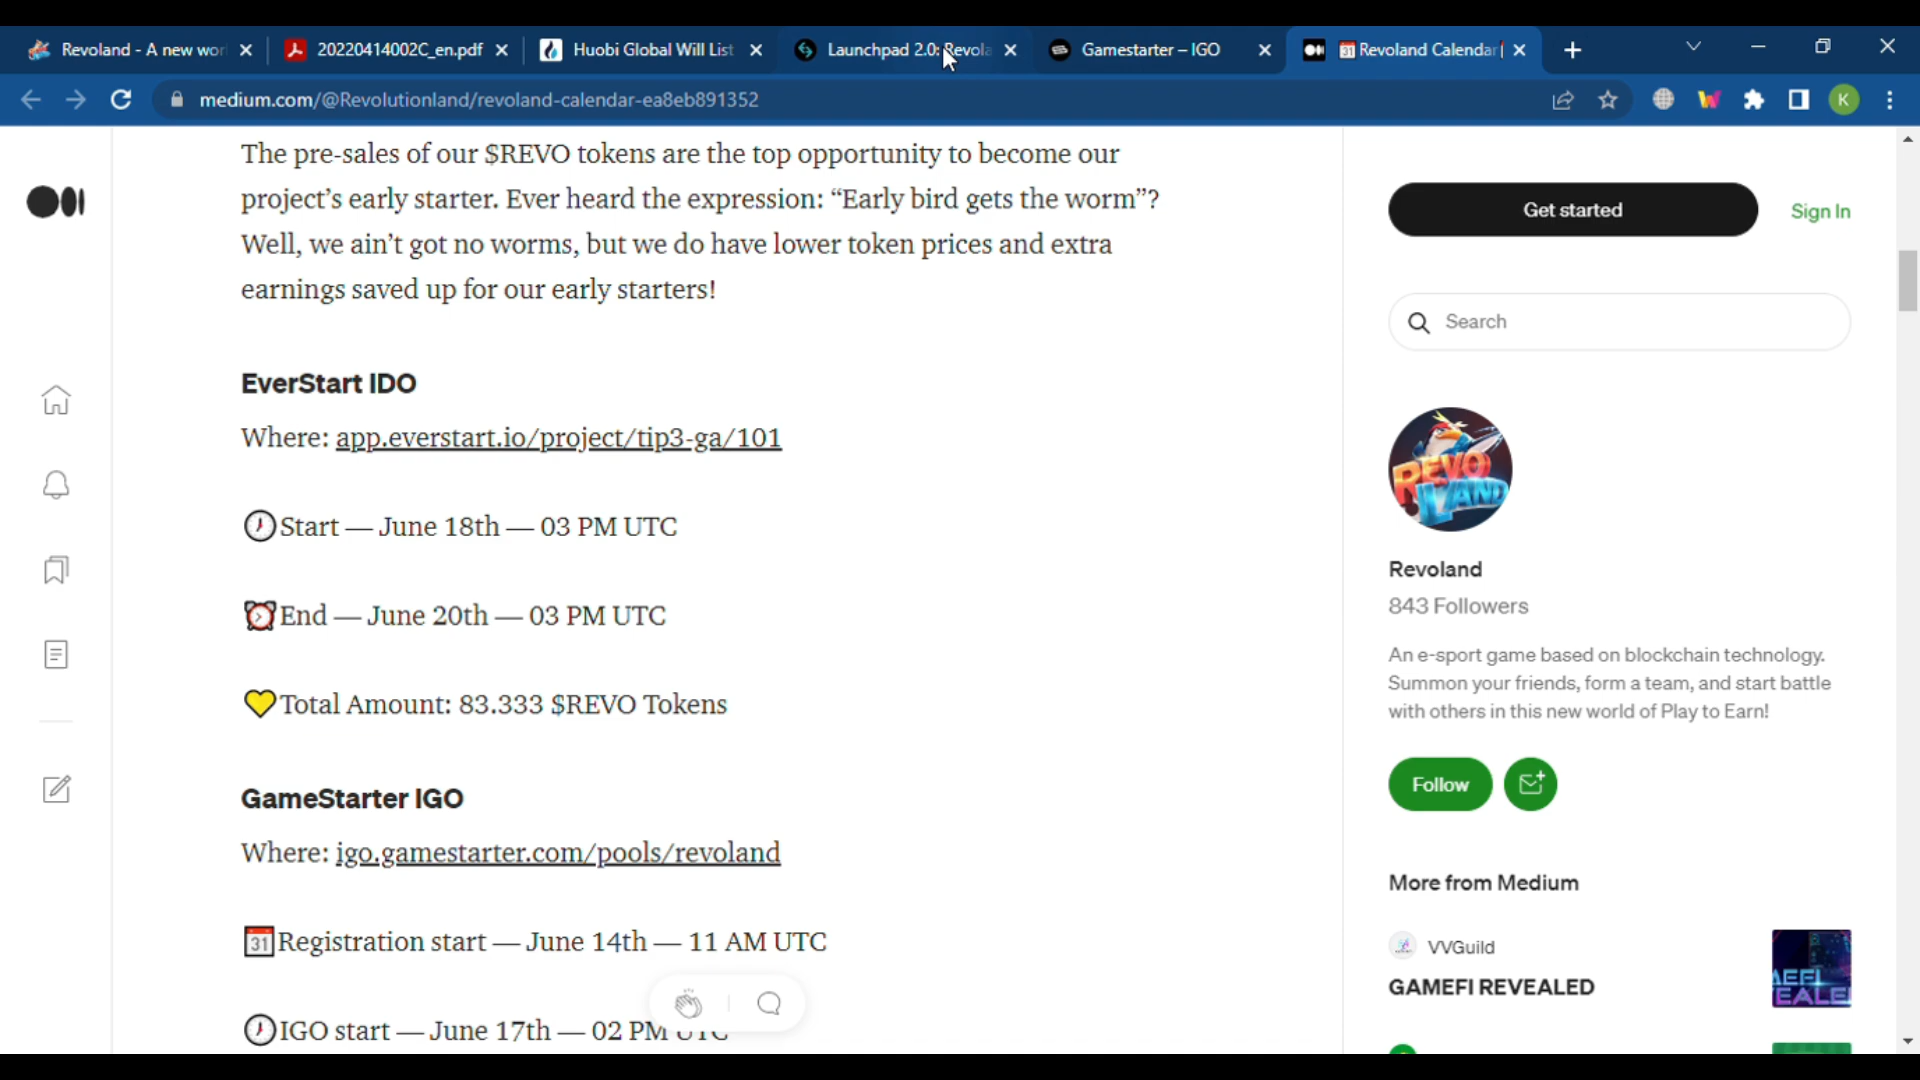 Revoland - A new wor
20220414002C_en.pdf
Huobi Global Will List
Launchpad 2.0: Revola
Gamestarter – IGO
Revoland Calendar
medium.com/@Revolutionland/revoland-calendar-ea8eb891352
K
The pre-sales of our $REVO tokens are the top opportunity to become our
project’s early starter. Ever heard the expression: “Early bird gets the worm”?
Well, we ain’t got no worms, but we do have lower token prices and extra
earnings saved up for our early starters!
EverStart IDO
Where: app.everstart.io/project/tip3-ga/101
Start — June 18th — 03 PM UTC
End — June 20th — 03 PM UTC
Total Amount: 83.333 $REVO Tokens
GameStarter IGO
Where: igo.gamestarter.com/pools/revoland
31 Registration start — June 14th — 11 AM UTC
IGO start — June 17th — 02 PM UTC
Get started
Sign In
Search
REVO
LAND
Revoland
843 Followers
An e-sport game based on blockchain technology.
Summon your friends, form a team, and start battle
with others in this new world of Play to Earn!
Follow
More from Medium
VVGuild
GAMEFI REVEALED